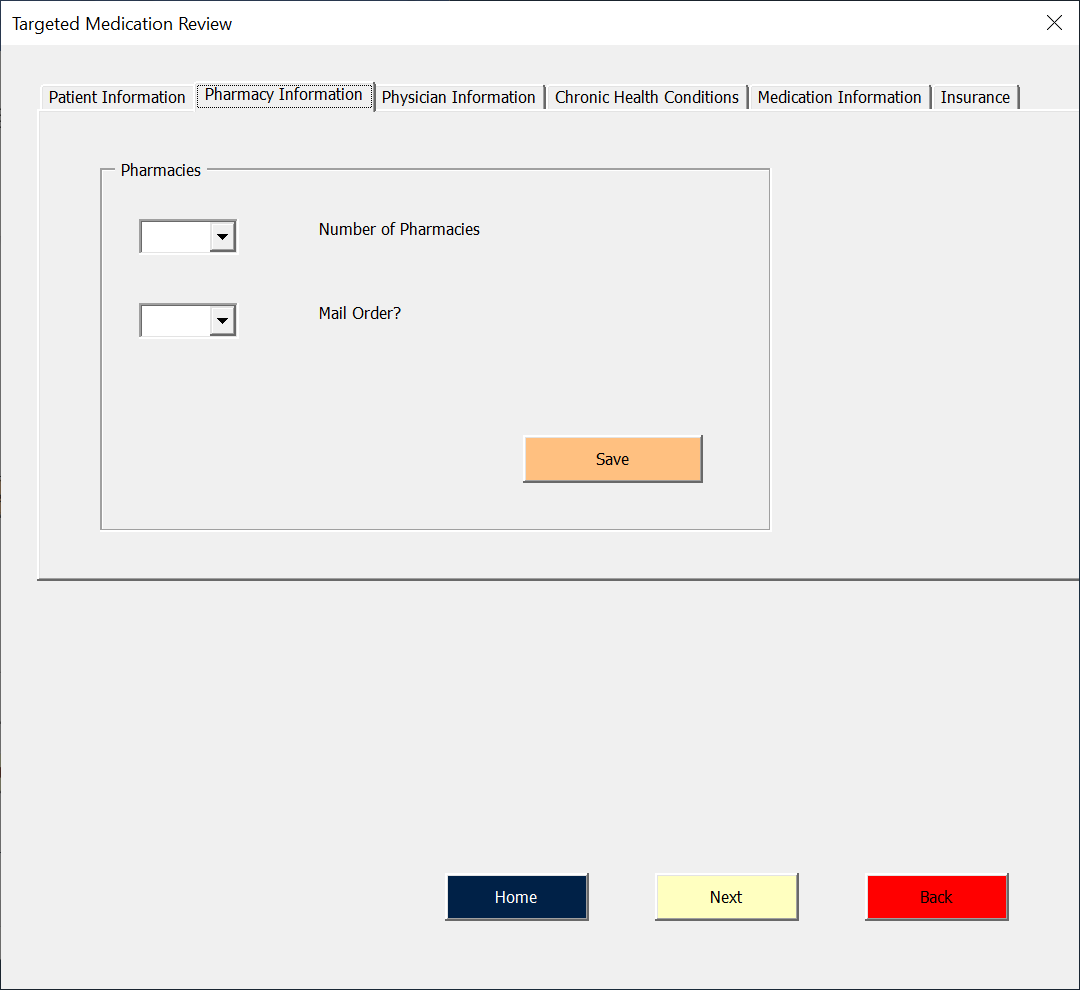 Targeted Medication Review
Patient Information Pharmacy Information Physician Information Chronic Health Conditions Medication Information Insurance
Pharmacies
Number of Pharmacies
Mail Order?
Save
Home Next Back